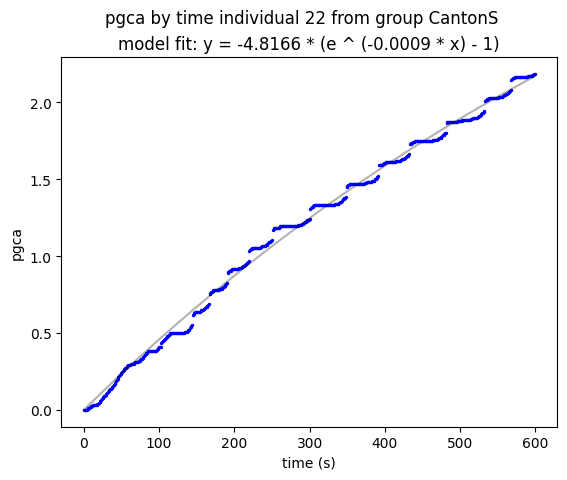 pgca by time individual 22 from group CantonS
model fit: y = -4.8166 * (e ^ (-0.0009 * x) - 1)
2.0
1.5
1.0
0.5
0.0
pgca
0 100 200 300 400 500 600
time (s)